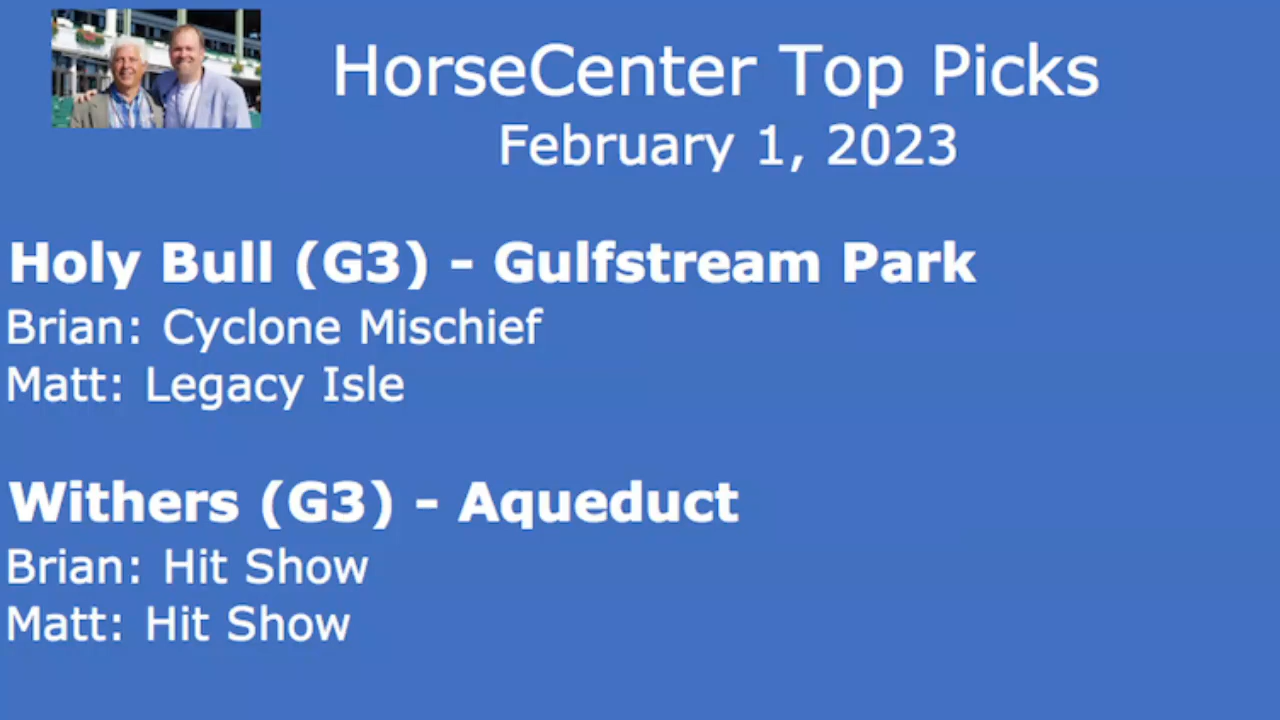 HorseCenter Top Picks
February 1, 2023
Holy Bull (G3) - Gulfstream Park
Brian: Cyclone Mischief
Matt: Legacy Isle
Withers (G3) - Aqueduct
Brian: Hit Show
Matt: Hit Show